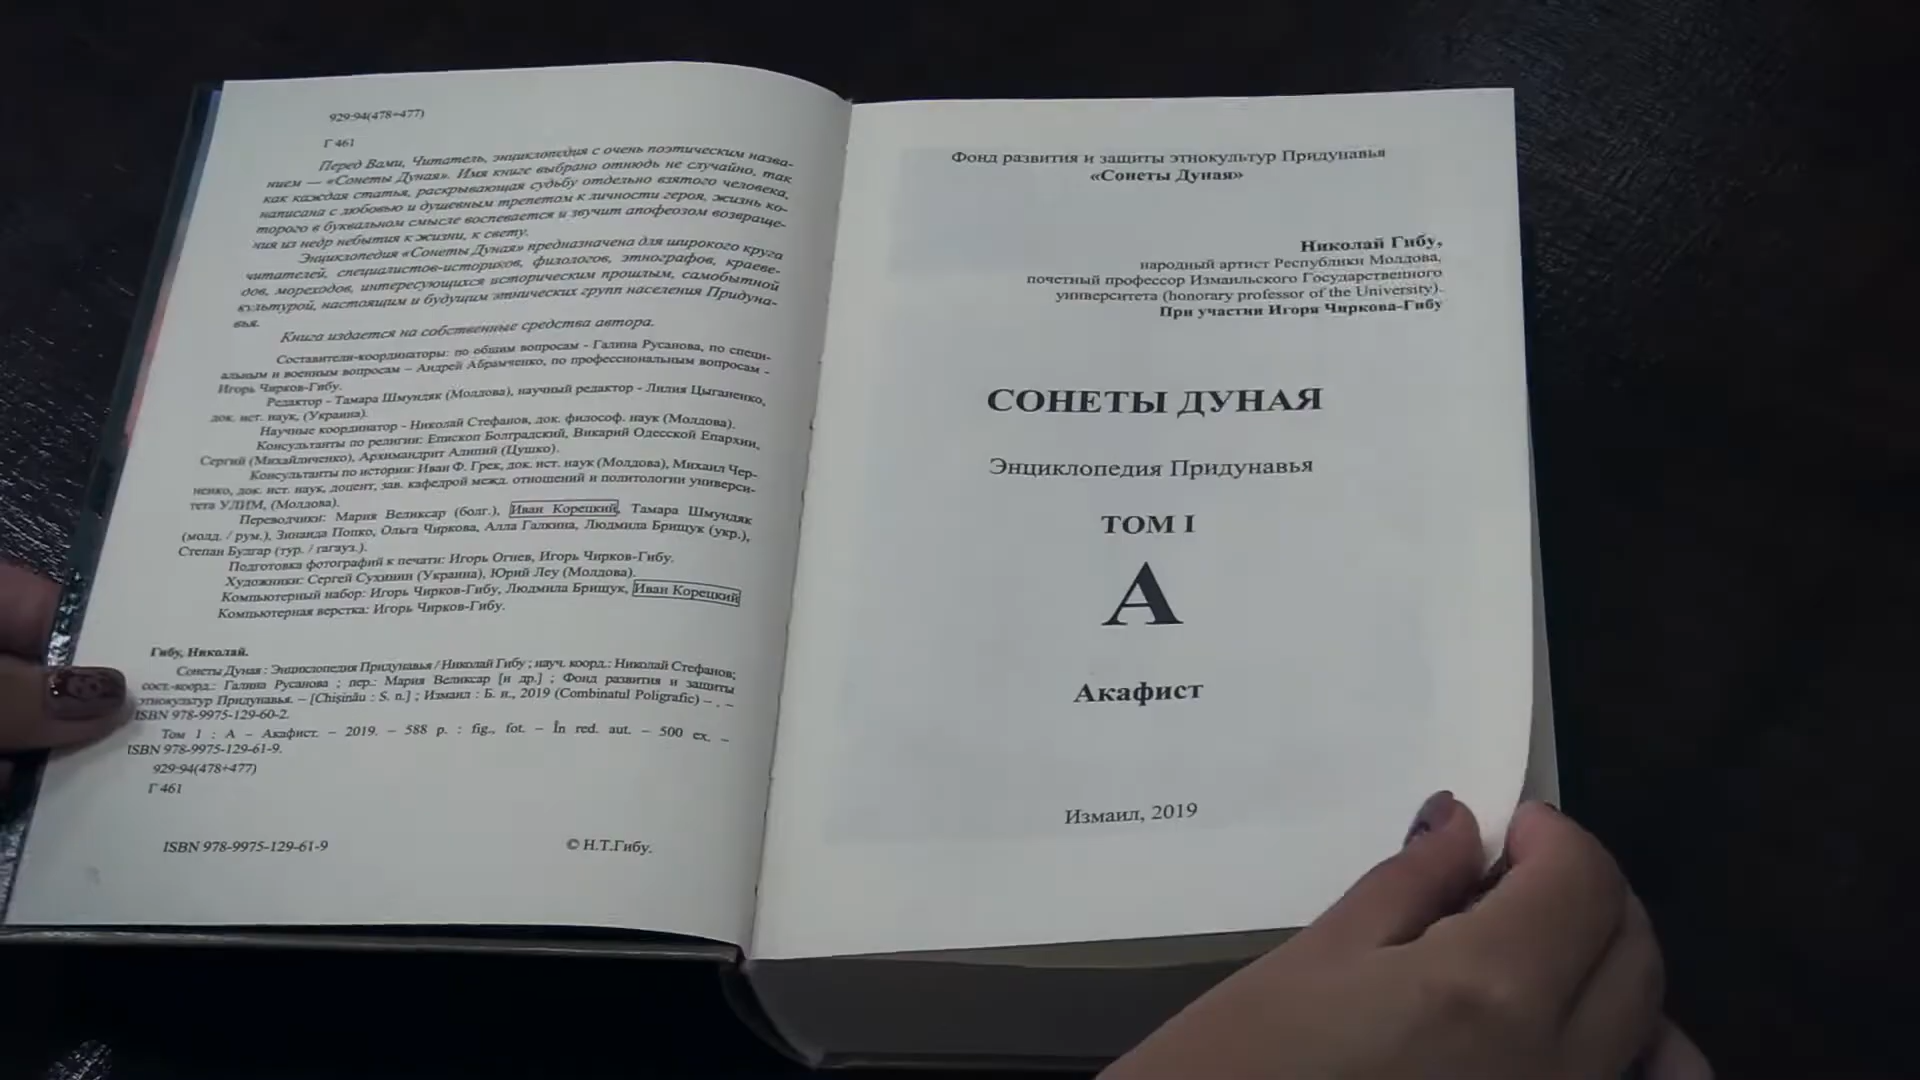 929:94(478+477)
Г 461
Перед Вами, Читатель, энциклопедия с очень поэтическим назва-
нием — «Сонеты Дуная». Имя книге выбрано отнюдь не случайно, так
как каждая статья, раскрывающая судьбу отдельно взятого человека,
написана с любовью и душевным трепетом к личности героя, жизнь ко-
торого в буквальном смысле воспевается и звучит апофеозом возвраще-
ния из недр небытия к жизни, к свету.
Энциклопедия «Сонеты Дуная» предназначена для широкого круга
читателей, специалистов-историков, филологов, этнографов, краеве-
дов, мореходов, интересующихся историческим прошлым, самобытной
культурой, настоящим и будущим этнических групп населения Придуна-
вья.
Книга издается на собственные средства автора.
Составители-координаторы: по общим вопросам - Галина Русанова, по специ-
альным и военным вопросам – Андрей Абрамченко, по профессиональным вопросам -
Игорь Чирков-Гибу.
Редактор - Тамара Шмундяк (Молдова), научный редактор - Лилия Цыганенко,
док. ист. наук, (Украина).
Научные координатор - Николай Стефанов, док. философ. наук (Молдова).
Консультанты по религии: Епископ Болградский, Викарий Одесской Епархии,
Сергий (Михайличенко), Архимандрит Алипий (Цушко).
Консультанты по истории: Иван Ф. Грек, док. ист. наук (Молдова), Михаил Чер-
ненко, док. ист. наук, доцент, зав. кафедрой межд. отношений и политологии универси-
тета УЛИМ, (Молдова).
Переводчики: Мария Великсар (болг.), Иван Корецкий, Тамара Шмундяк
(молд. / рум.), Зинаида Попко, Ольга Чиркова, Алла Галкина, Людмила Брищук (укр.),
Степан Булгар (тур. / гагауз.).
Подготовка фотографий к печати: Игорь Огнев, Игорь Чирков-Гибу.
Художники: Сергей Сухинин (Украина), Юрий Леу (Молдова).
Компьютерный набор: Игорь Чирков-Гибу, Людмила Брищук, Иван Корецкий
Компьютерная верстка: Игорь Чирков-Гибу.
Гибу, Николай.
Сонеты Дуная : Энциклопедия Придунавья / Николай Гибу ; науч. коорд.: Николай Стефанов;
сост.-коорд.: Галина Русанова ; пер.: Мария Великсар [и др.] ; Фонд развития и защиты
этнокультур Придунавья. – [Chişinău : S. n.] ; Измаил : Б. и., 2019 (Combinatul Poligrafic) – . –
ISBN 978-9975-129-60-2.
Том 1 : А – Акафист. – 2019. – 588 p. : fig., fot. – În red. aut. – 500 ex. –
ISBN 978-9975-129-61-9.
929:94(478+477)
Г 461
ISBN 978-9975-129-61-9
© Н.Т.Гибу.
Фонд развития и защиты этнокультур Придунавья
«Сонеты Дуная»
Николай Гибу,
народный артист Республики Молдова,
почетный профессор Измаильского Государственного
университета (honorary professor of the University).
При участии Игоря Чиркова-Гибу
СОНЕТЫ ДУНАЯ
Энциклопедия Придунавья
ТОМ I
А
Акафист
Измаил, 2019